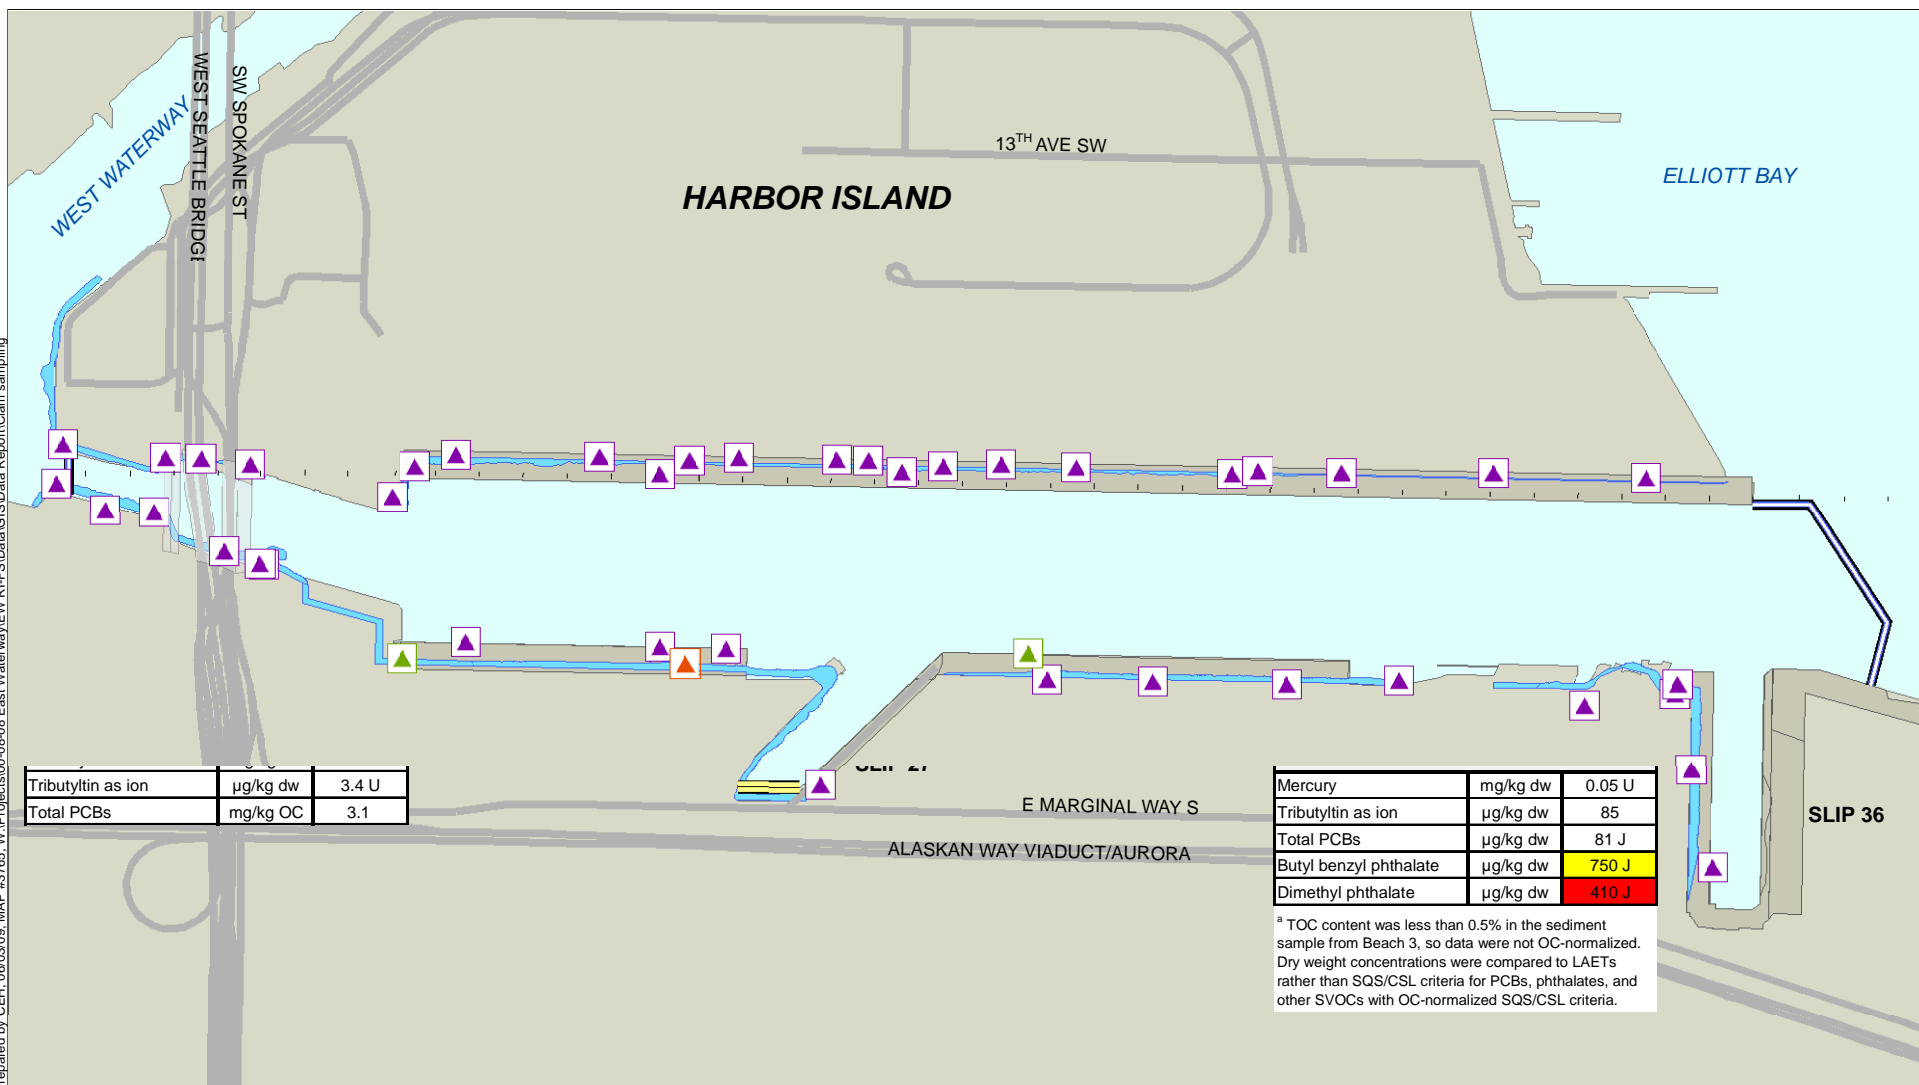 WEST WATERWAY
WEST SEATTLE BRIDGE
SW SPOKANE ST
13TH AVE SW
HARBOR ISLAND
ELLIOTT BAY
SLIP 27
E MARGINAL WAY S
ALASKAN WAY VIADUCT/AURORA
SLIP 36
Tributyltin as ion µg/kg dw 3.4 U
Total PCBs mg/kg OC 3.1
Mercury mg/kg dw 0.05 U
Tributyltin as ion µg/kg dw 85
Total PCBs µg/kg dw 81 J
Butyl benzyl phthalate µg/kg dw 750 J
Dimethyl phthalate µg/kg dw 410 J
a TOC content was less than 0.5% in the sediment
sample from Beach 3, so data were not OC-normalized.
Dry weight concentrations were compared to LAETs
rather than SQS/CSL criteria for PCBs, phthalates, and
other SVOCs with OC-normalized SQS/CSL criteria.